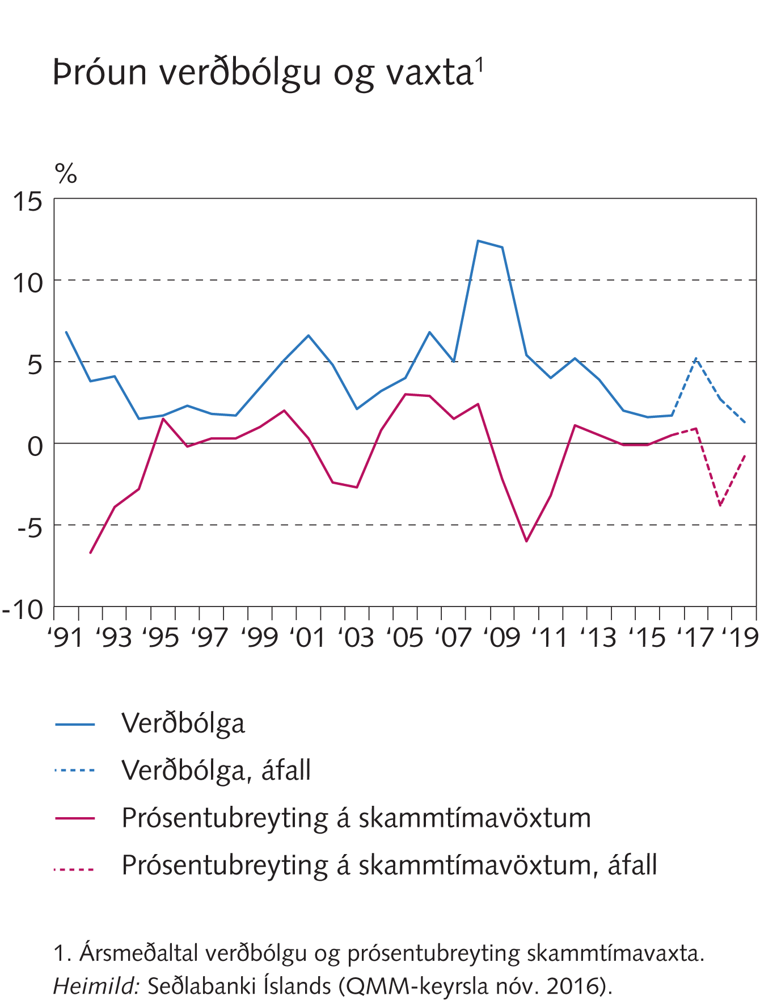 Þróun verðbólgu og vaxta¹
%
15
10
5
0
-5
-10
‘91 ‘93 ‘95 ‘97 ‘99 ‘01 ‘03 ‘05 ‘07 ‘09 ‘11 ‘13 ‘15 ‘17 ‘19
Verðbólga
Verðbólga, áfall
Prósentubreyting á skammtímavöxtum
Prósentubreyting á skammtímavöxtum, áfall
1. Ársmeðaltal verðbólgu og prósentubreyting skammtímavaxta.
Heimild: Seðlabanki Íslands (QMM-keyrsla nóv. 2016).